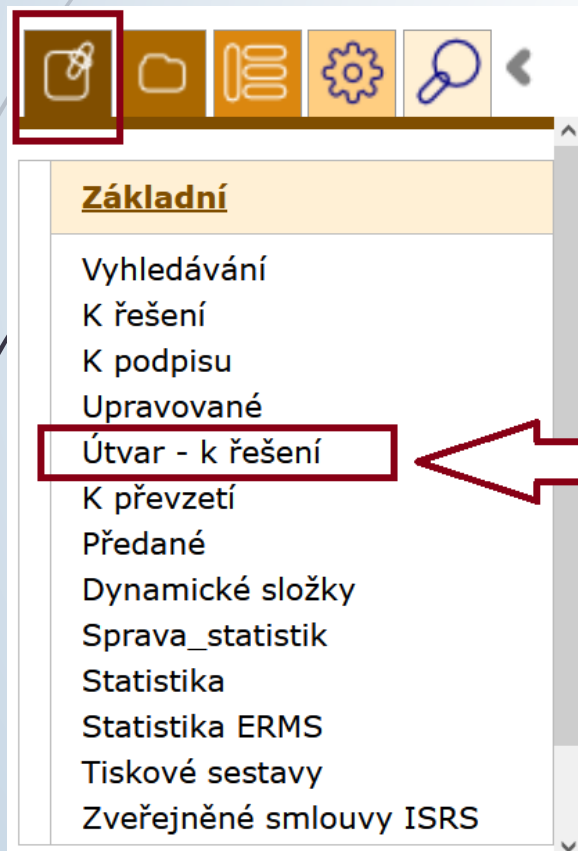 Základní
Vyhledávání
K řešení
K podpisu
Upravované
Útvar - k řešení
K převzetí
Předané
Dynamické složky
Sprava_statistik
Statistika
Statistika ERMS
Tiskové sestavy
Zveřejněné smlouvy ISRS